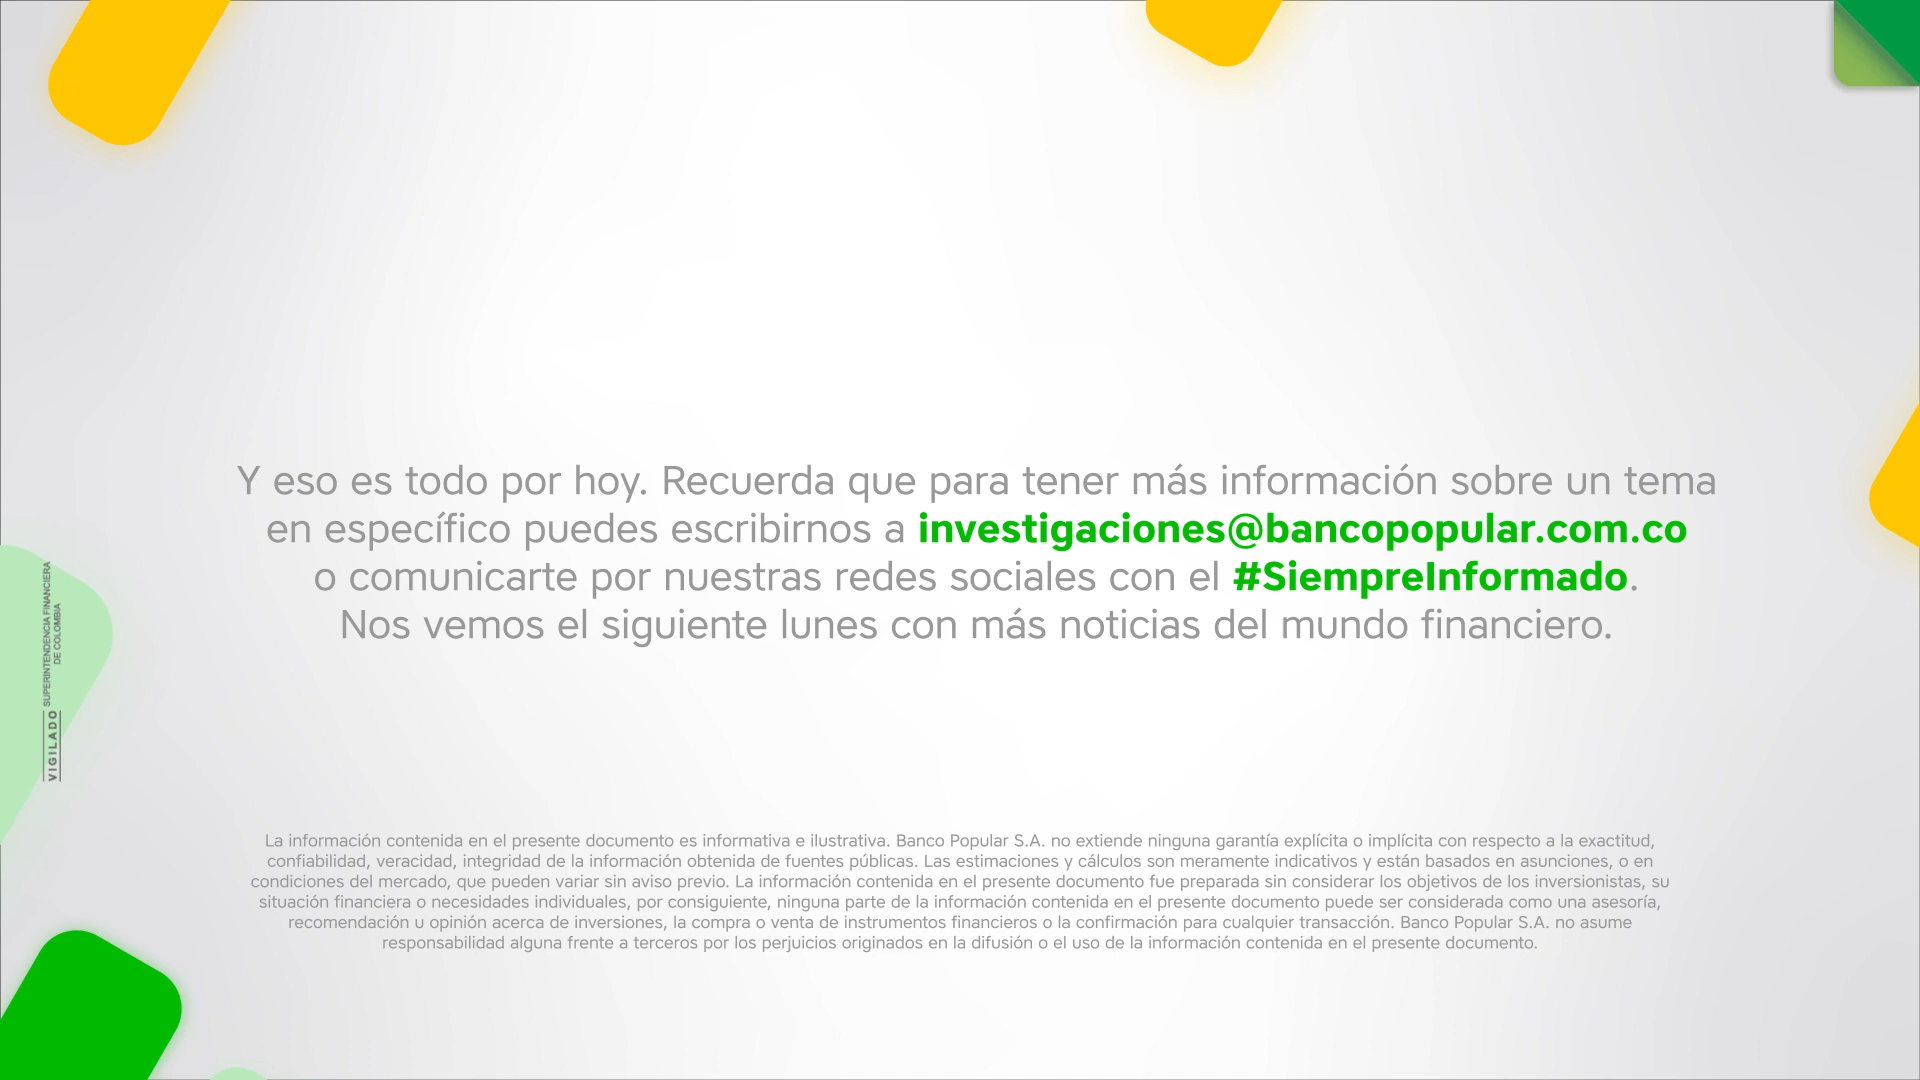 Y eso es todo por hoy. Recuerda que para tener más información sobre un tema
en específico puedes escribirnos a investigaciones@bancopopular.com.co
o comunicarte por nuestras redes sociales con el #SiempreInformado.
Nos vemos el siguiente lunes con más noticias del mundo financiero.
VIGILADO
SUPERINTENDENCIA FINANCIERA
DE COLOMBIA
La información contenida en el presente documento es informativa e ilustrativa. Banco Popular S.A. no extiende ninguna garantía explícita o implícita con respecto a la exactitud,
confiabilidad, veracidad, integridad de la información obtenida de fuentes públicas. Las estimaciones y cálculos son meramente indicativos y están basados en asunciones, o en
condiciones del mercado, que pueden variar sin aviso previo. La información contenida en el presente documento fue preparada sin considerar los objetivos de los inversionistas, su
situación financiera o necesidades individuales, por consiguiente, ninguna parte de la información contenida en el presente documento puede ser considerada como una asesoría,
recomendación u opinión acerca de inversiones, la compra o venta de instrumentos financieros o la confirmación para cualquier transacción. Banco Popular S.A. no asume
responsabilidad alguna frente a terceros por los perjuicios originados en la difusión o el uso de la información contenida en el presente documento.